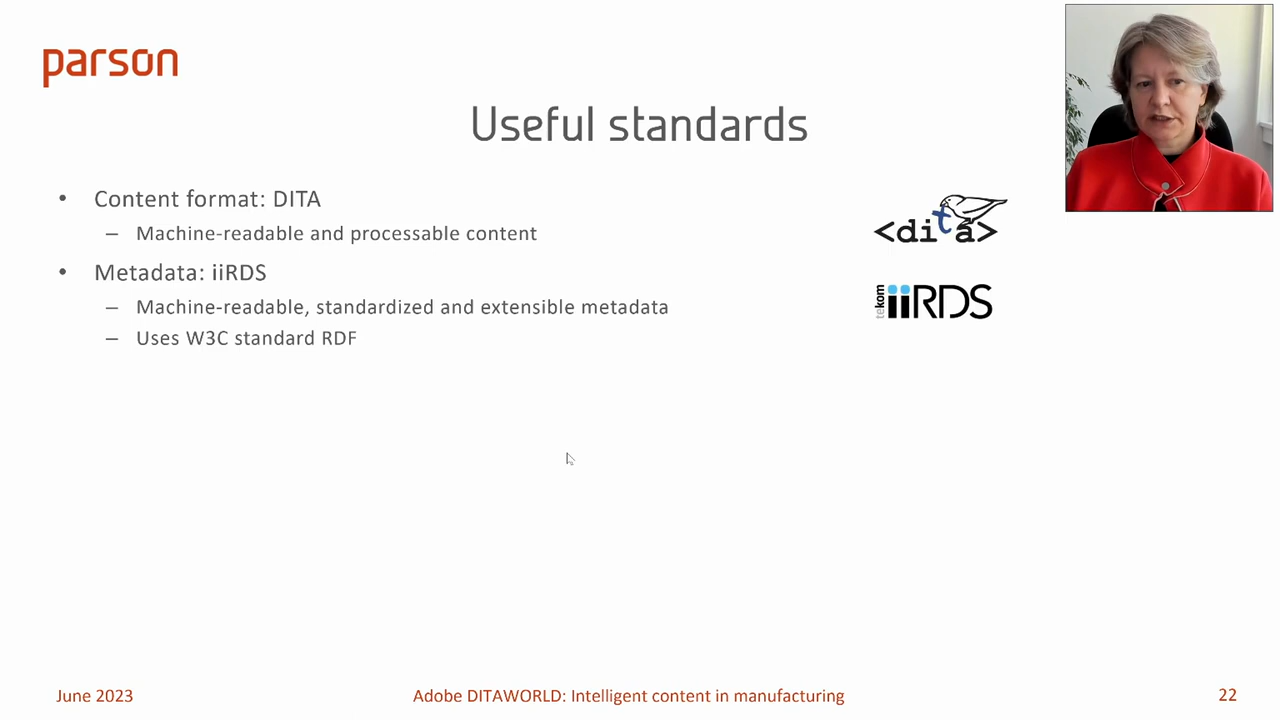 parson
Useful standards
• Content format: DITA
– Machine-readable and processable content
• Metadata: iiRDS
– Machine-readable, standardized and extensible metadata
– Uses W3C standard RDF
<dita>
tekom iiRDS
June 2023
Adobe DITAWORLD: Intelligent content in manufacturing
22